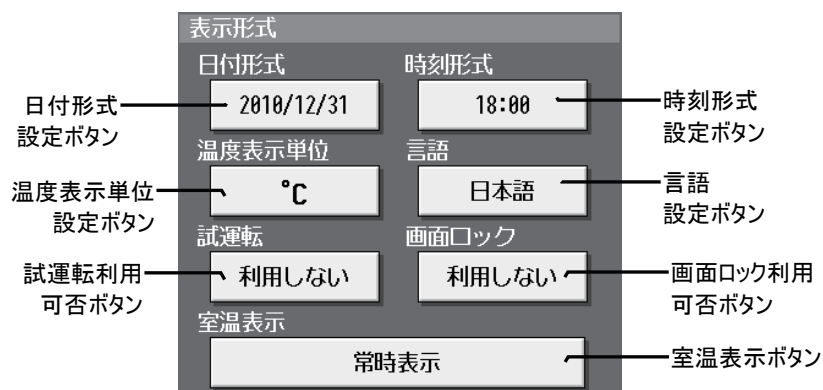 表示形式
日付形式
時刻形式
日付形式
設定ボタン
2010/12/31
18:00
時刻形式
設定ボタン
温度表示単位
言語
温度表示単位
設定ボタン
℃
日本語
言語
設定ボタン
試運転
画面ロック
試運転利用
可否ボタン
利用しない
利用しない
画面ロック利用
可否ボタン
室温表示
常時表示
室温表示ボタン